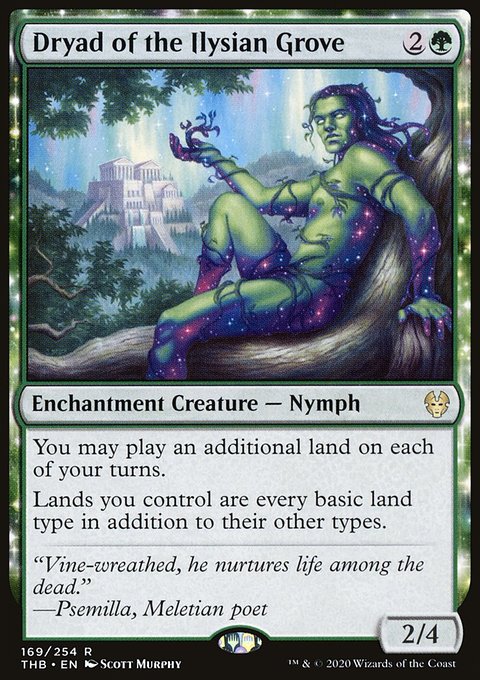 Dryad of the Ilysian Grove 2
Enchantment Creature — Nymph
You may play an additional land on each
of your turns.
Lands you control are every basic land
type in addition to their other types.
“Vine-wreathed, he nurtures life among the
dead.”
—Psemilla, Meletian poet
2/4
169/254 R
THB • EN Scott Murphy
™ & © 2020 Wizards of the Coast